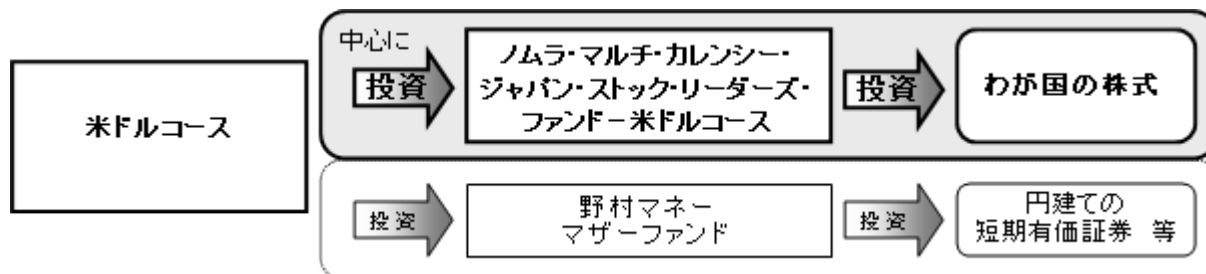 米ドルコース
中心に
投資
ノムラ・マルチ・カレンシー・
ジャパン・ストック・リーダーズ・
ファンドー米ドルコース
投資
わが国の株式
投資
野村マネー
マザーファンド
投資
円建ての
短期有価証券 等